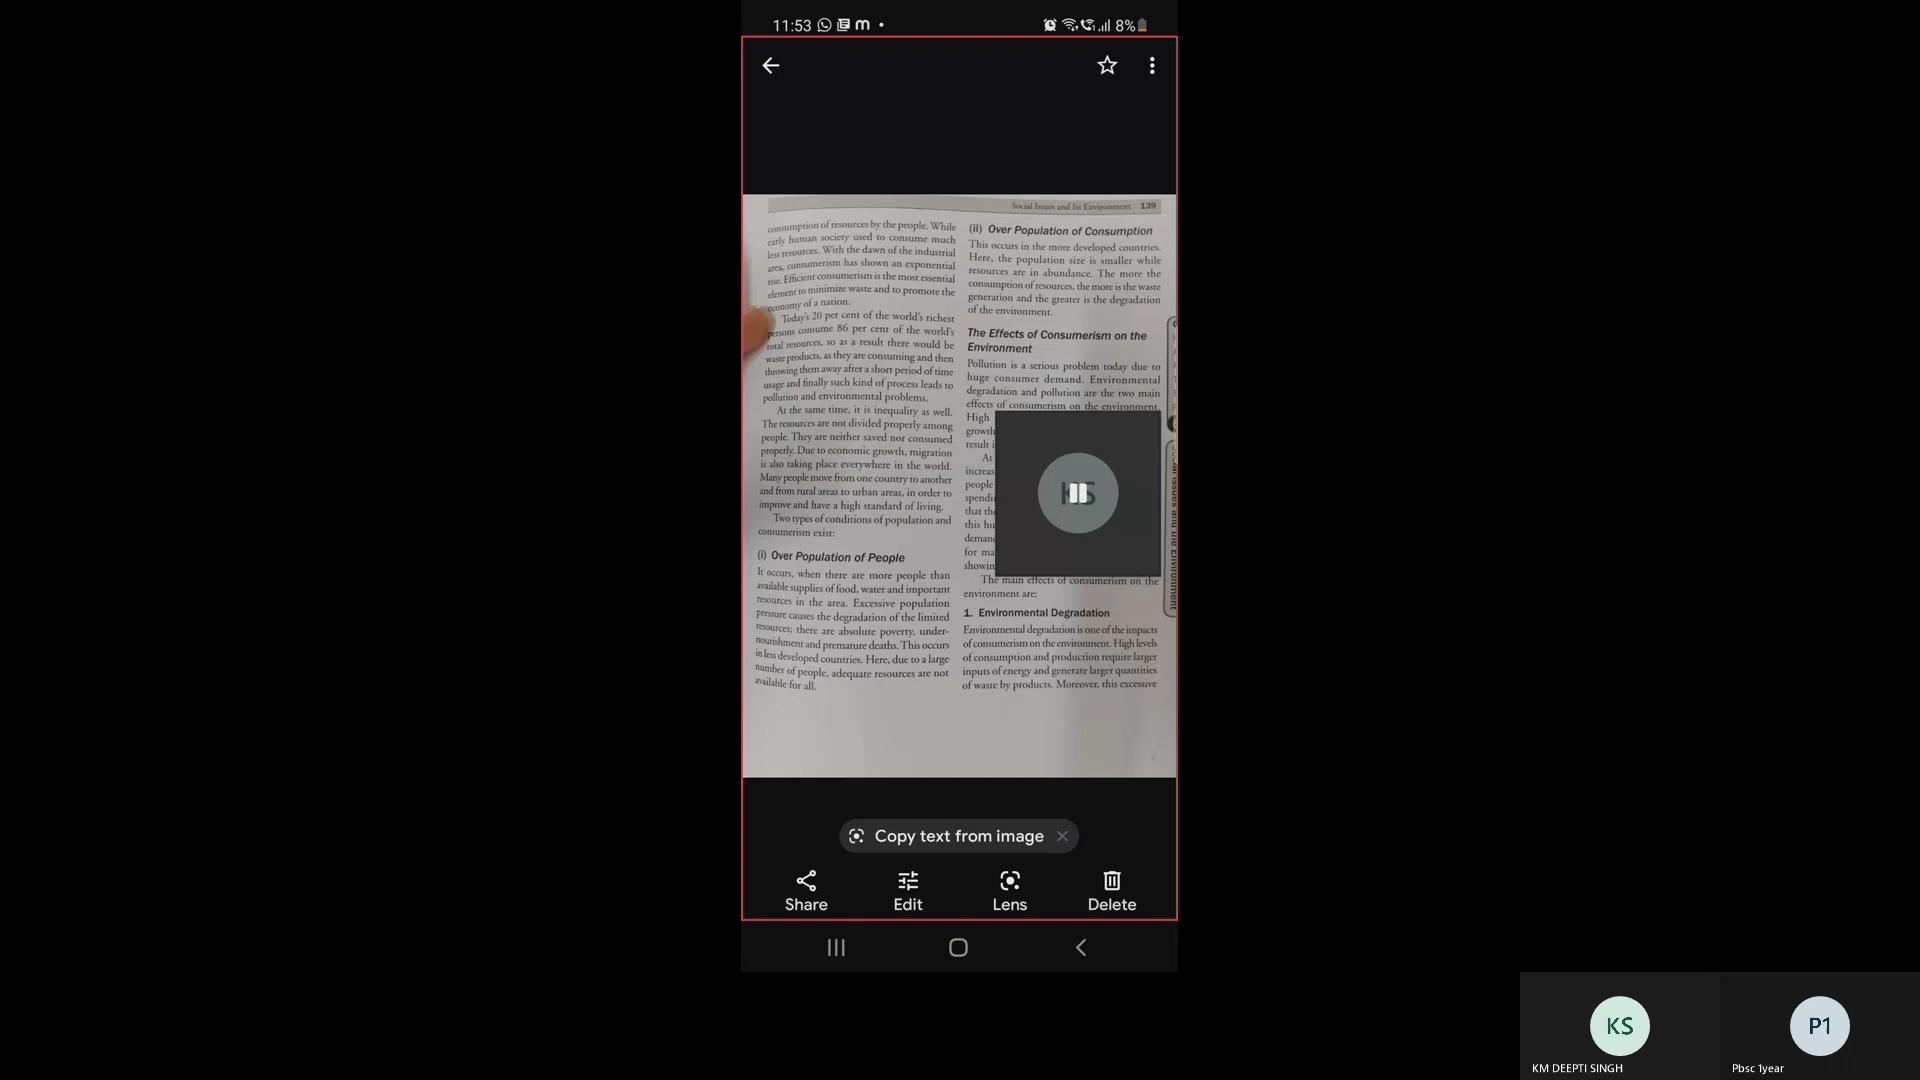 11:53
8%
Social Issues and Its Environment 139
consumption of resources by the people. While
early human society used to consume much
less resources. With the dawn of the industrial
area, consumerism has shown an exponential
rise. Efficient consumerism is the most essential
element to minimize waste and to promote the
economy of a nation.
Today's 20 per cent of the world's richest
persons consume 86 per cent of the world's
total resources, so as a result there would be
waste products, as they are consuming and then
throwing them away after a short period of time
usage and finally such kind of process leads to
pollution and environmental problems.
At the same time, it is inequality as well.
The resources are not divided properly among
people. They are neither saved nor consumed
properly. Due to economic growth, migration
is also taking place everywhere in the world.
Many people move from one country to another
and from rural areas to urban areas, in order to
improve and have a high standard of living.
Two types of conditions of population and
consumerism exist:
(i) Over Population of People
It occurs, when there are more people than
available supplies of food, water and important
resources in the area. Excessive population
pressure causes the degradation of the limited
resources; there are absolute poverty, under-
nourishment and premature deaths. This occurs
in less developed countries. Here, due to a large
number of people, adequate resources are not
available for all.
(ii) Over Population of Consumption
This occurs in the more developed countries.
Here, the population size is smaller while
resources are in abundance. The more the
consumption of resources, the more is the waste
generation and the greater is the degradation
of the environment.
The Effects of Consumerism on the
Environment
Pollution is a serious problem today due to
huge consumer demand. Environmental
degradation and pollution are the two main
effects of consumerism on the environment.
High
growth
result i
At
increas
people
spendi
that the
this hu
deman
for ma
showin
The main effects of consumerism on the
environment are:
1. Environmental Degradation
Environmental degradation is one of the impacts
of consumerism on the environment. High levels
of consumption and production require larger
inputs of energy and generate larger quantities
of waste by products. Moreover, this excessive
Issues and the Environment
KS
Copy text from image
Share
Edit
Lens
Delete
KS
KM DEEPTI SINGH
P1
Pbsc 1year